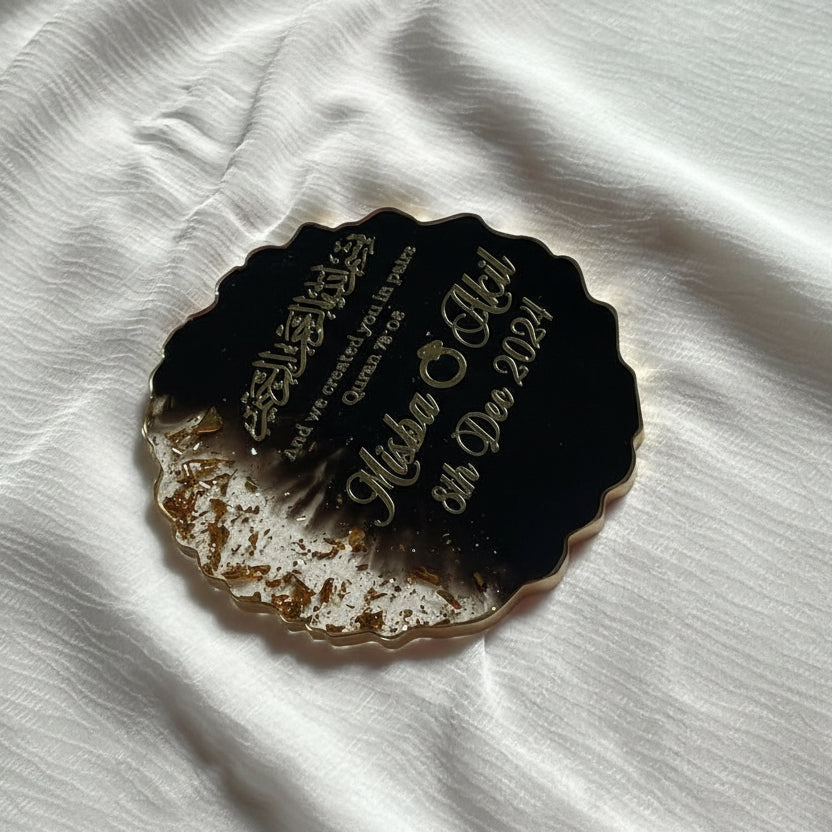 And we created you in pairs
Quran 78:08
Misba Akil
8th Dec 2024